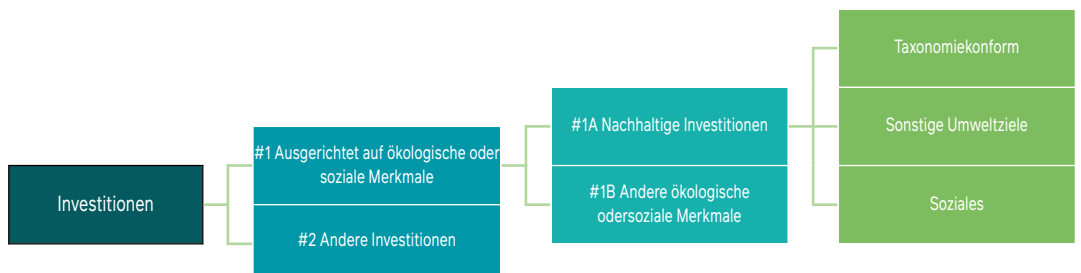 Investitionen
#1 Ausgerichtet auf ökologische oder
soziale Merkmale
#2 Andere Investitionen
#1A Nachhaltige Investitionen
#1B Andere ökologische
odersoziale Merkmale
Taxonomiekonform
Sonstige Umweltziele
Soziales